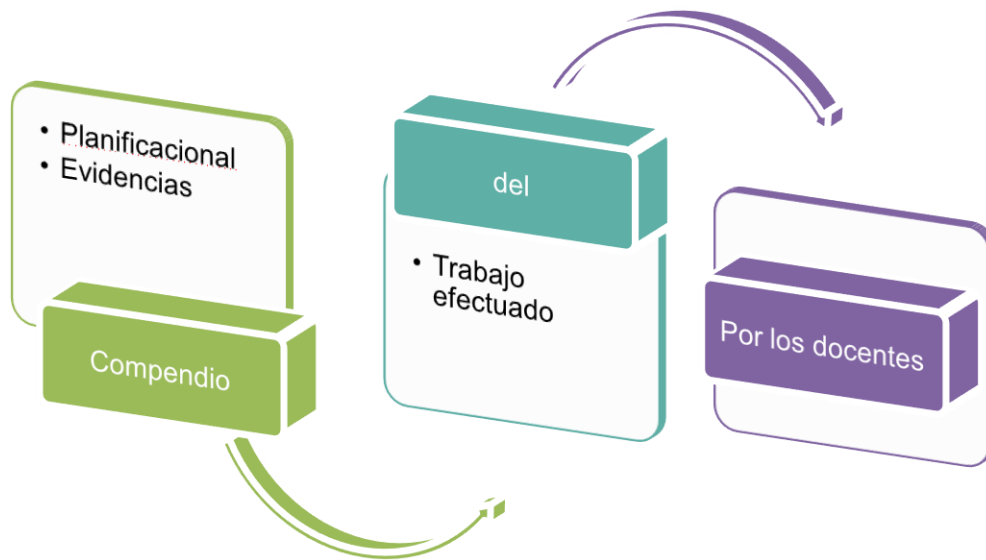 • Planificacional
• Evidencias
Compendio
del
• Trabajo
efectuado
Por los docentes